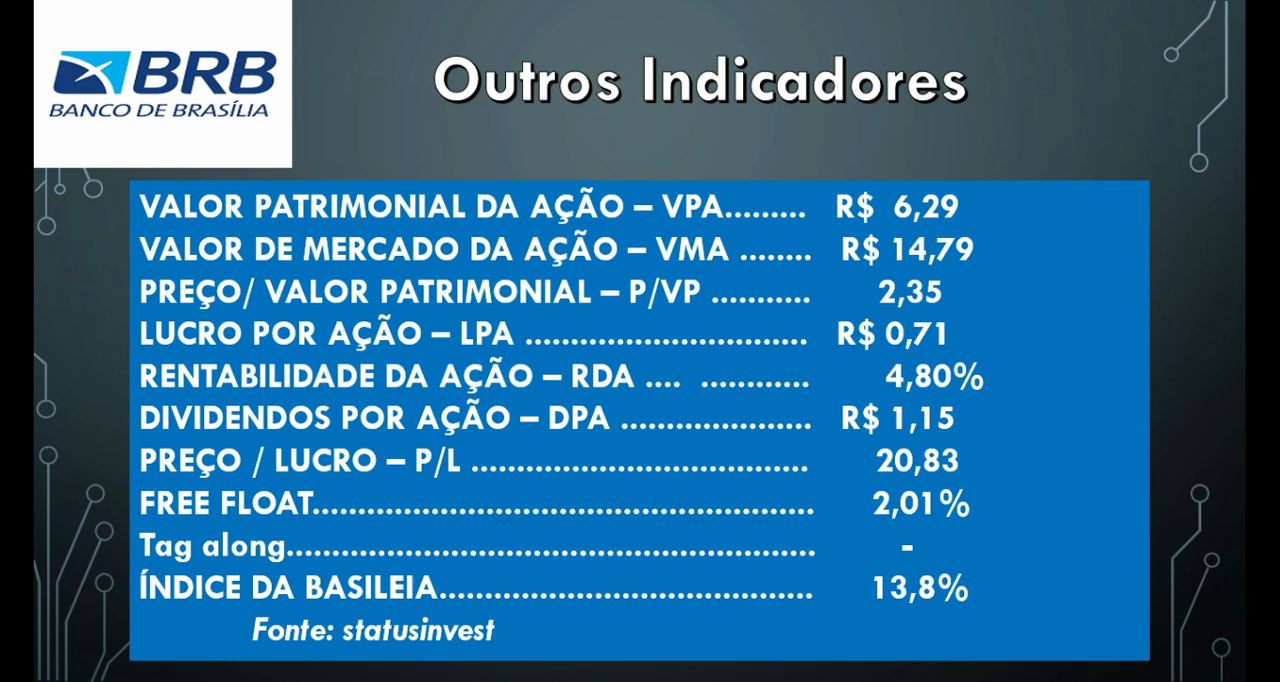 BRB
BANCO DE BRASÍLIA
Outros Indicadores
VALOR PATRIMONIAL DA AÇÃO – VPA......... R$ 6,29
VALOR DE MERCADO DA AÇÃO – VMA ........ R$ 14,79
PREÇO/ VALOR PATRIMONIAL – P/VP ........... 2,35
LUCRO POR AÇÃO – LPA ............................... R$ 0,71
RENTABILIDADE DA AÇÃO – RDA .... ............ 4,80%
DIVIDENDOS POR AÇÃO – DPA ..................... R$ 1,15
PREÇO / LUCRO – P/L ..................................... 20,83
FREE FLOAT....................................................... 2,01%
Tag along.......................................................... -
ÍNDICE DA BASILEIA......................................... 13,8%
Fonte: statusinvest